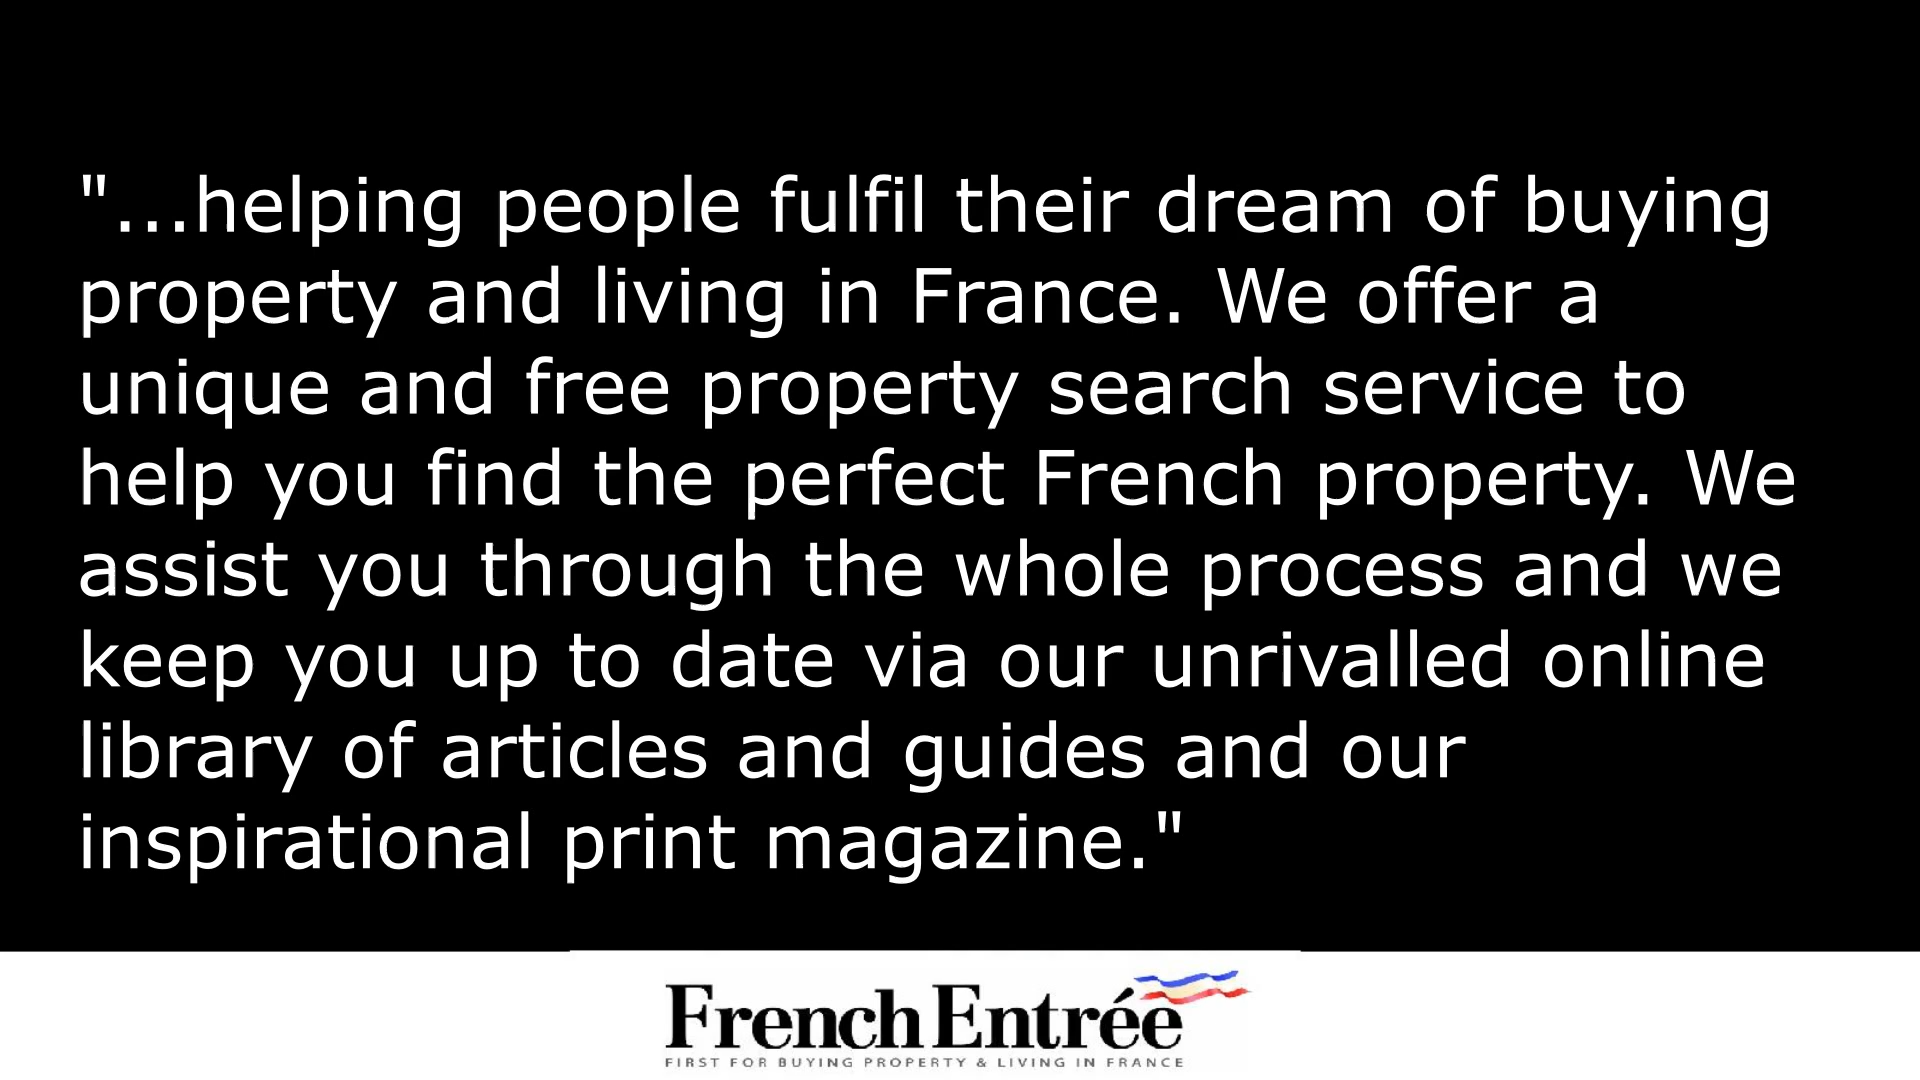 "...helping people fulfil their dream of buying
property and living in France. We offer a
unique and free property search service to
help you find the perfect French property. We
assist you through the whole process and we
keep you up to date via our unrivalled online
library of articles and guides and our
inspirational print magazine."
French Entrée
FIRST FOR BUYING PROPERTY & LIVING IN FRANCE